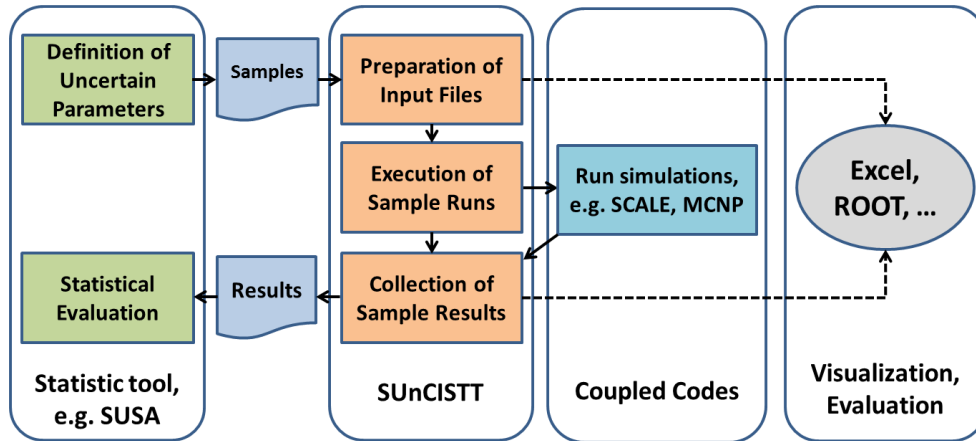 Definition of
Uncertain
Parameters
Samples
Preparation of
Input Files
Execution of
Sample Runs
Run simulations,
e.g. SCALE, MCNP
Excel,
ROOT, ...
Statistical
Evaluation
Results
Collection of
Sample Results
Statistic tool,
e.g. SUSA
SUnCISTT
Coupled Codes
Visualization,
Evaluation